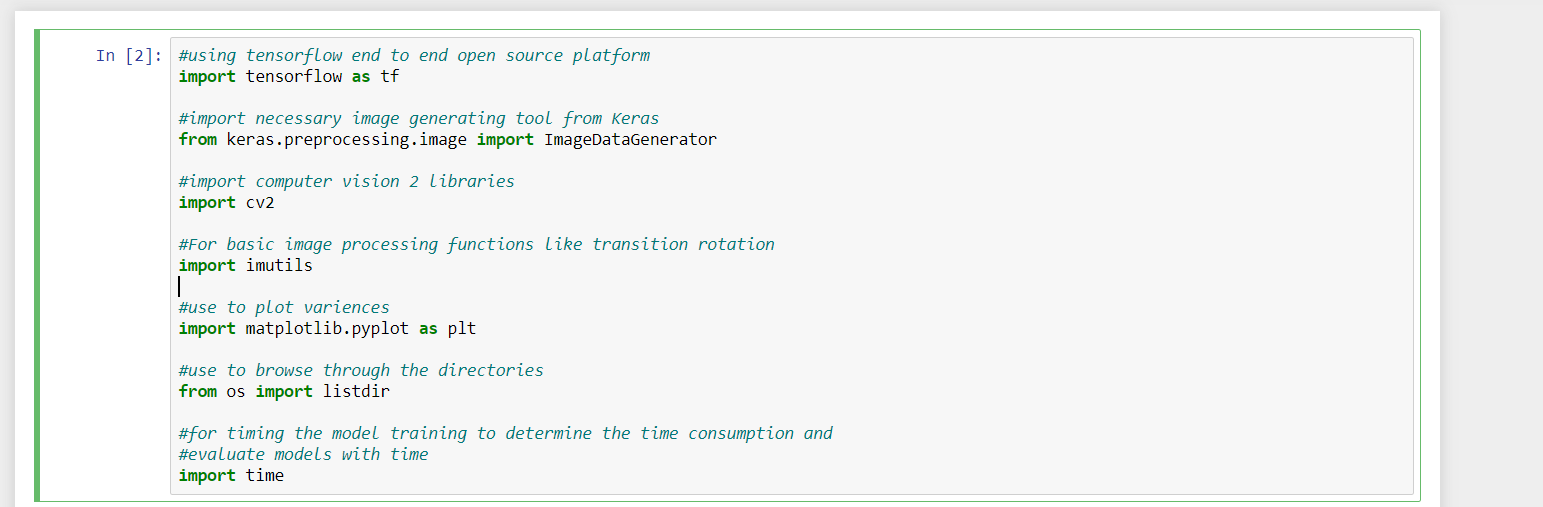 In [2]: #using tensorflow end to end open source platform
import tensorflow as tf
#import necessary image generating tool from Keras
from keras.preprocessing.image import ImageDataGenerator
#import computer vision 2 libraries
import cv2
#For basic image processing functions like transition rotation
import imutils
#use to plot variences
import matplotlib.pyplot as plt
#use to browse through the directories
from os import listdir
#for timing the model training to determine the time consumption and
#evaluate models with time
import time